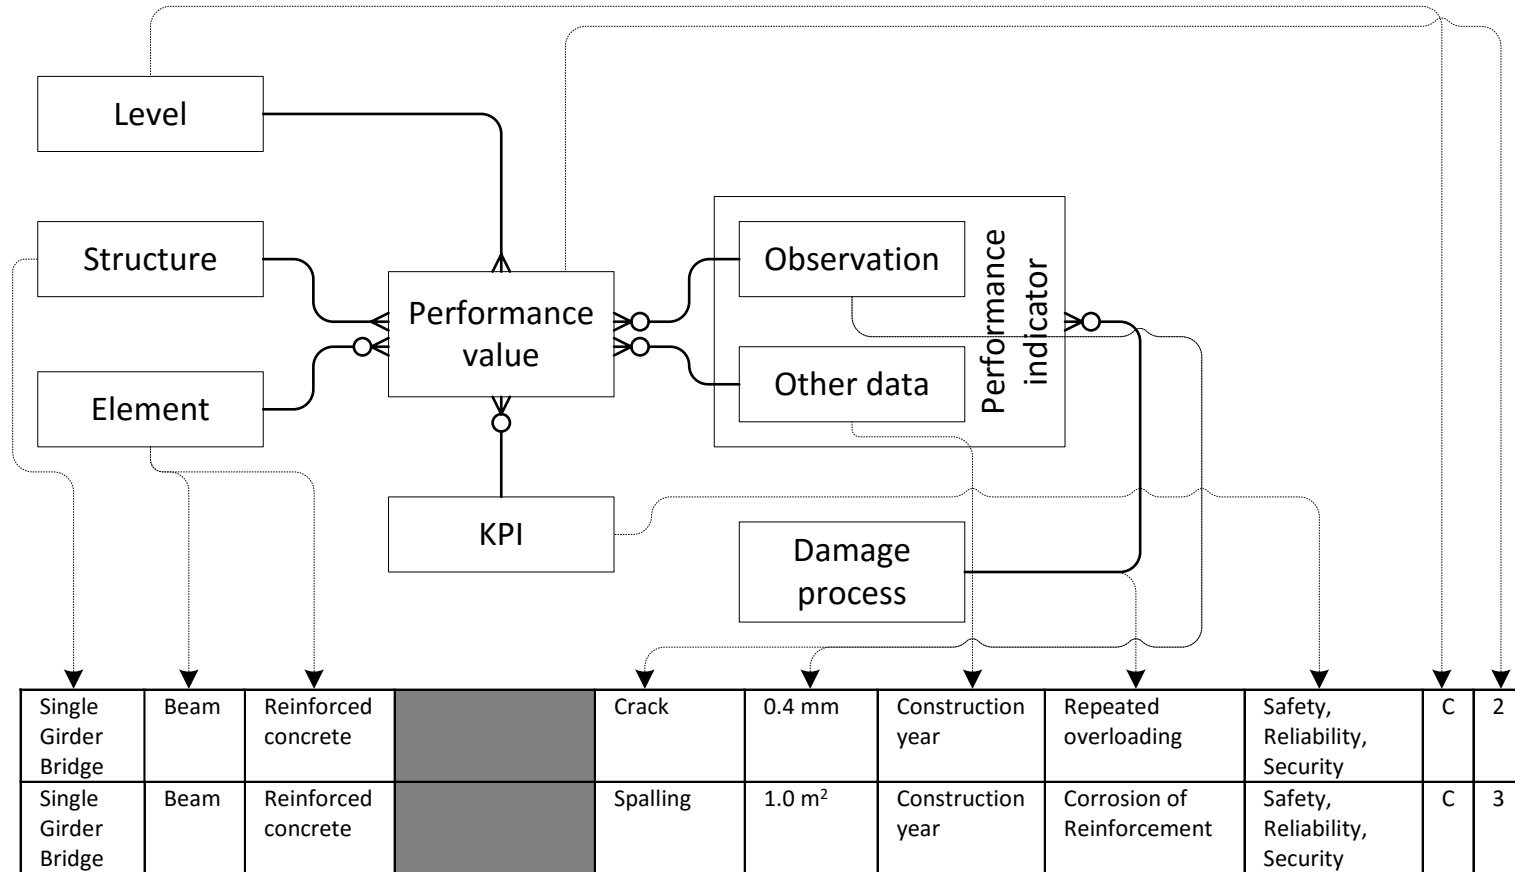 Level
Structure
Observation
Performance
indicator
Performance
value
Element
Other data
KPI
Damage
process
Single
Girder
Bridge
Beam
Reinforced
concrete
Crack
0.4 mm
Construction
year
Repeated
overloading
Safety,
Reliability,
Security
C
2
Single
Girder
Bridge
Beam
Reinforced
concrete
Spalling
1.0 m²
Construction
year
Corrosion of
Reinforcement
Safety,
Reliability,
Security
C
3